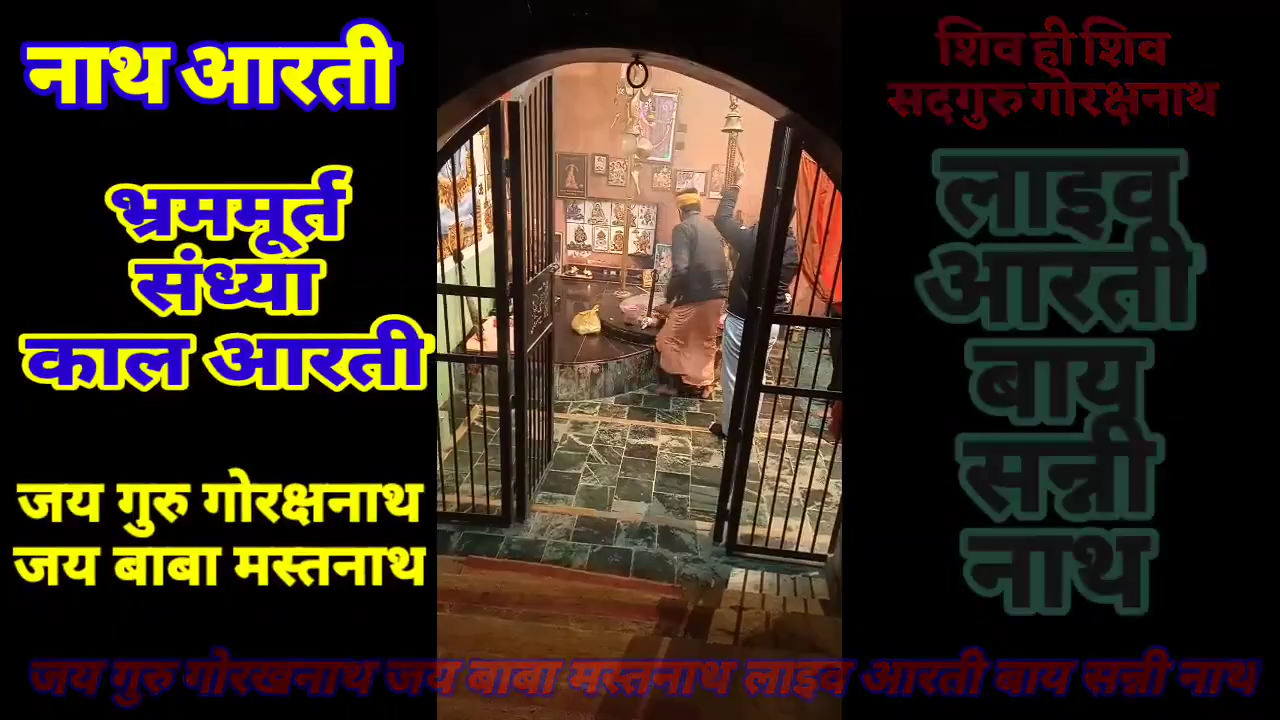 नाथ आरती
भ्रममूर्त
संध्या
काल आरती
जय गुरु गोरक्षनाथ
जय बाबा मस्तनाथ
शिव ही शिव
सदगुरु गोरक्षनाथ
लाइव
आरती
बाय
सन्नी
नाथ
जय गुरु गोरखनाथ जय बाबा मस्तनाथ लाइव आरती बाय सन्नी नाथ